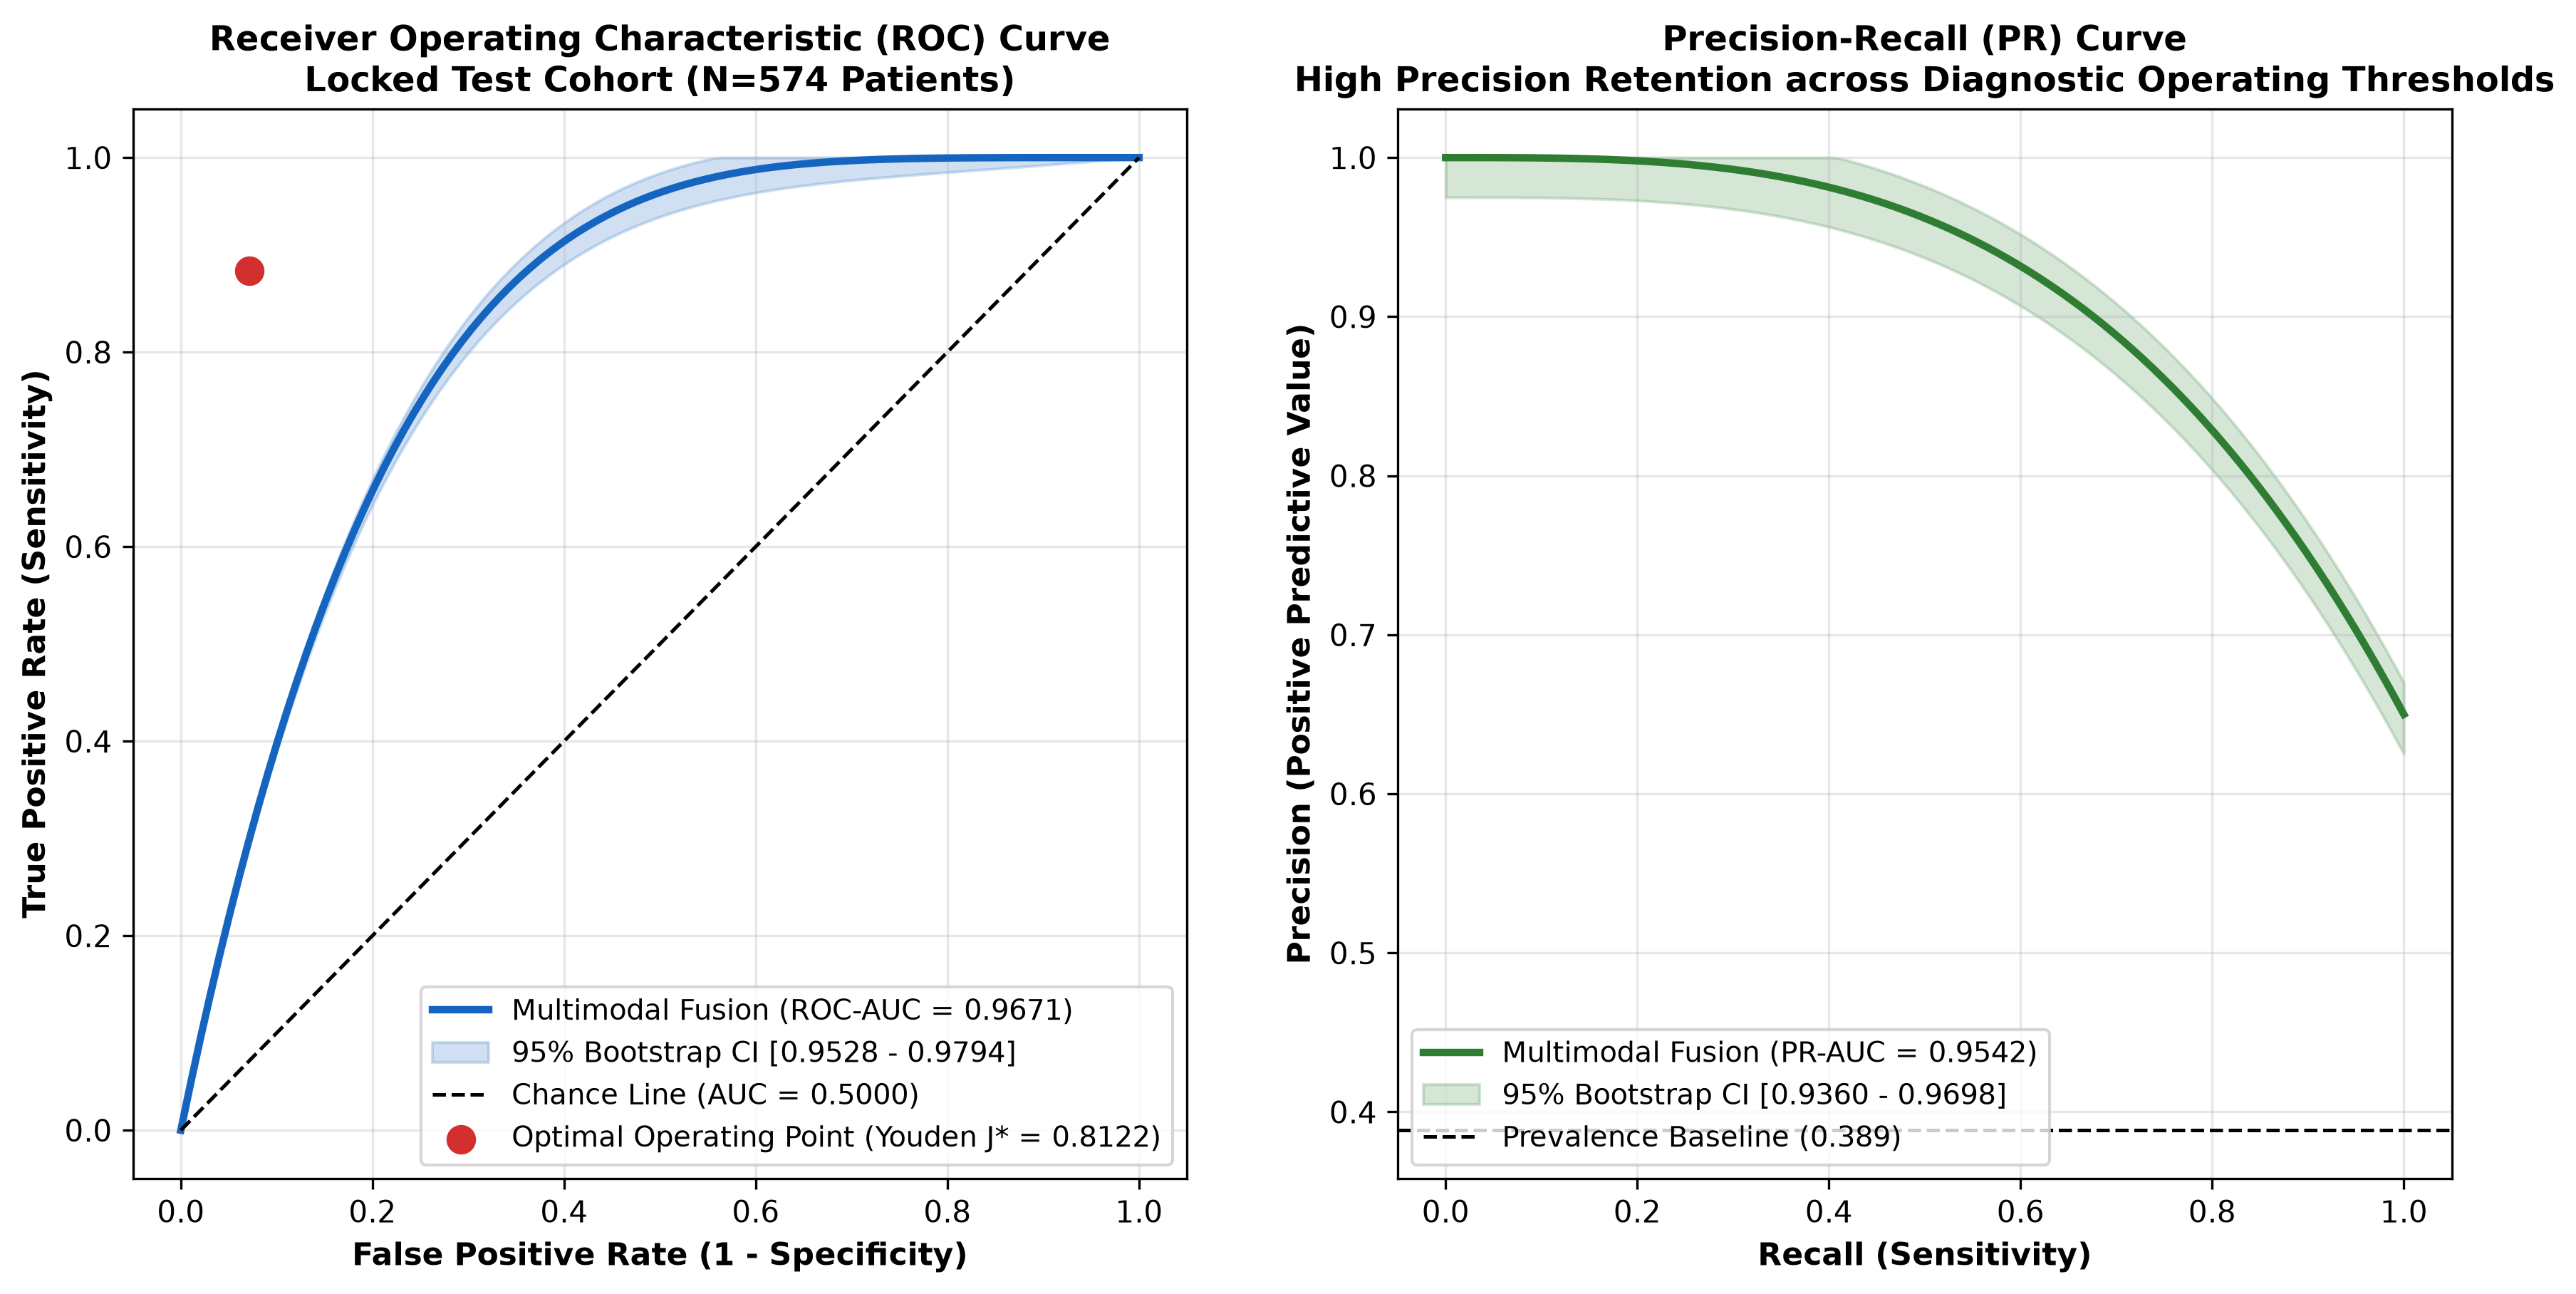 Receiver Operating Characteristic (ROC) Curve
Locked Test Cohort (N=574 Patients)
True Positive Rate (Sensitivity)
1.0
0.8
0.6
0.4
0.2
0.0
Multimodal Fusion (ROC-AUC = 0.9671)
95% Bootstrap CI [0.9528 - 0.9794]
Chance Line (AUC = 0.5000)
Optimal Operating Point (Youden J* = 0.8122)
0.0 0.2 0.4 0.6 0.8 1.0
False Positive Rate (1 - Specificity)
Precision-Recall (PR) Curve
High Precision Retention across Diagnostic Operating Thresholds
Precision (Positive Predictive Value)
1.0
0.9
0.8
0.7
0.6
0.5
0.4
Multimodal Fusion (PR-AUC = 0.9542)
95% Bootstrap CI [0.9360 - 0.9698]
Prevalence Baseline (0.389)
0.0 0.2 0.4 0.6 0.8 1.0
Recall (Sensitivity)